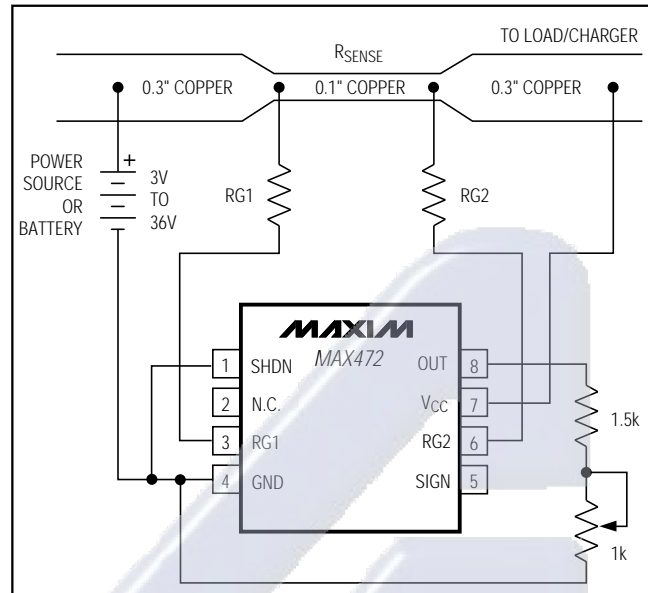 TO LOAD/CHARGER
RSENSE
0.3" COPPER
0.1" COPPER
0.3" COPPER
POWER
SOURCE
OR
BATTERY
+
3V
TO
36V
RG1
RG2
MAXIM
MAX472
1 SHDN
2 N.C.
3 RG1
4 GND
OUT 8
VCC 7
RG2 6
SIGN 5
1.5k
1k